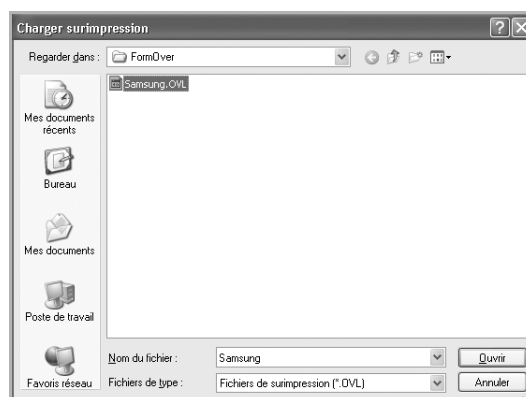 Charger surimpression
Regarder dans :
FormOver
Samsung.OVL
Mes documents
récents
Bureau
Mes documents
Poste de travail
Favoris réseau
Nom du fichier :
Samsung
Ouvrir
Fichiers de type :
Fichiers de surimpression (*.OVL)
Annuler